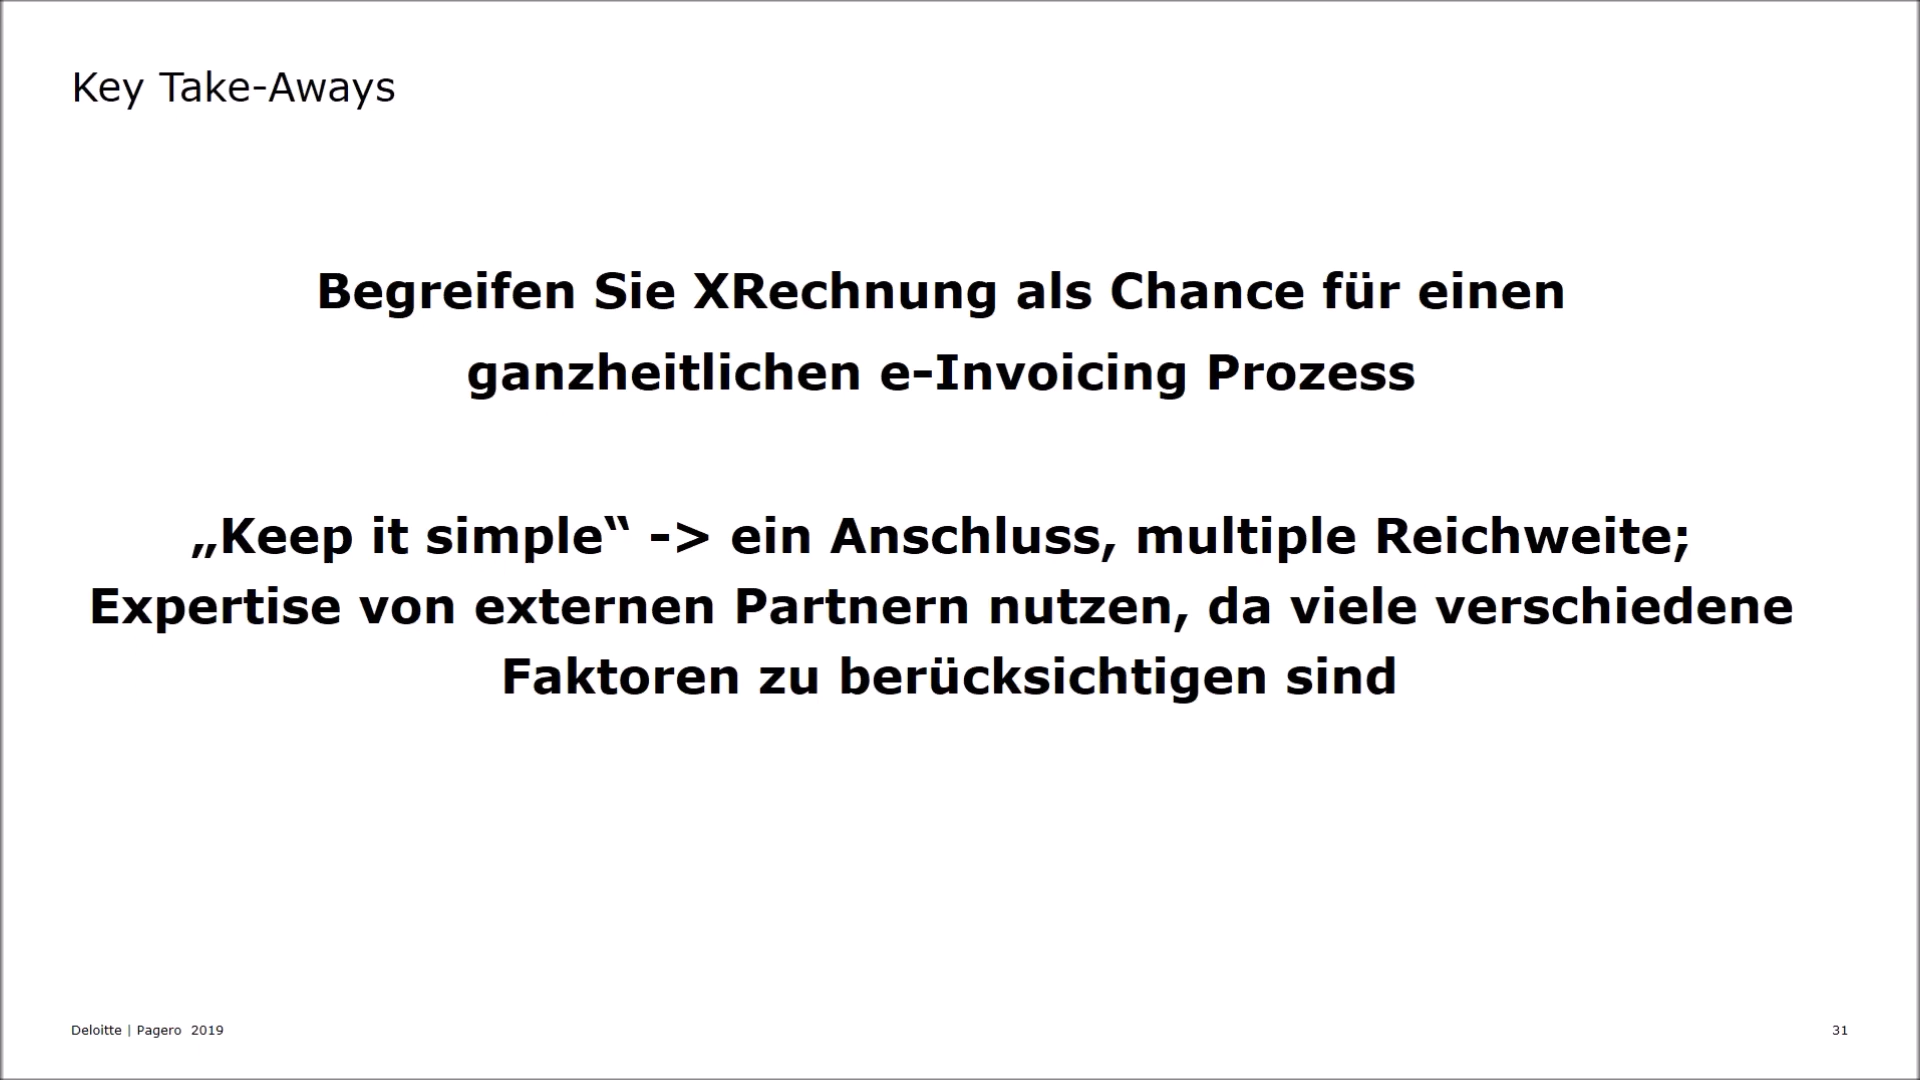 Key Take-Aways
Begreifen Sie XRechnung als Chance für einen
ganzheitlichen e-Invoicing Prozess
„Keep it simple“ -> ein Anschluss, multiple Reichweite;
Expertise von externen Partnern nutzen, da viele verschiedene
Faktoren zu berücksichtigen sind
Deloitte | Pagero 2019
31